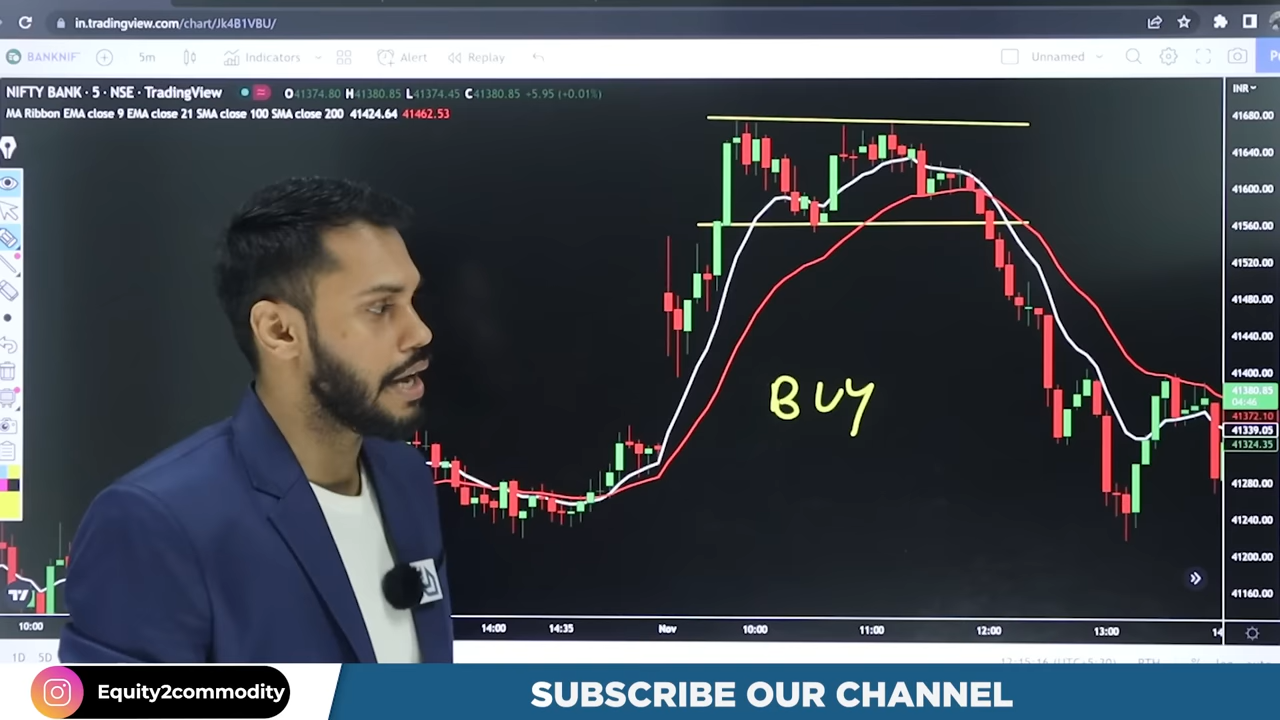 in.tradingview.com/chart/Jk4B1VBU/
BANKNIF
5m
Indicators
Alert
Replay
Unnamed
NIFTY BANK · 5 · NSE · TradingView
O41374.80 H41380.85 L41374.45 C41380.85 +5.95 (+0.01%)
MA Ribbon EMA close 9 EMA close 21 SMA close 100 SMA close 200 41424.64 41462.53
INR
41680.00
41640.00
41600.00
41560.00
41520.00
41480.00
41440.00
41400.00
41380.85
04:46
41372.10
41339.05
41324.35
41280.00
41240.00
41200.00
41160.00
BUY
10:00
14:00
14:35
Nov
10:00
11:00
12:00
13:00
14
1D 5D
Equity2commodity
SUBSCRIBE OUR CHANNEL